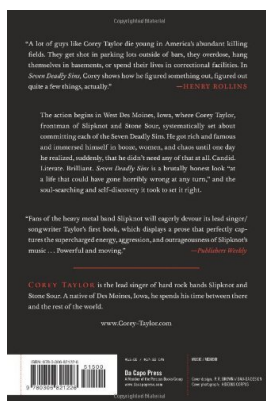 Copyrighted Material
"A lot of guys like Corey Taylor die young in America's abundant killing
fields. They get shot in parking lots outside of bars, they overdose, hang
themselves in basements, or spend their lives in correctional facilities. In
Seven Deadly Sins, Corey shows how he figured something out, figured out
quite a few things, actually." —HENRY ROLLINS
The action begins in West Des Moines, Iowa, where Corey Taylor,
frontman of Slipknot and Stone Sour, systematically set about
committing each of the Seven Deadly Sins. He got rich and famous
and immersed himself in booze, women, and chaos until one day
he realized, suddenly, that he didn't need any of that at all. Candid.
Literate. Brilliant. Seven Deadly Sins is a brutally honest look "at
a life that could have gone horribly wrong at any turn," and the
soul-searching and self-discovery it took to set it right.
"Fans of the heavy metal band Slipknot will eagerly devour its lead singer/
songwriter Taylor's first book, which displays a prose that perfectly cap-
tures the supercharged energy, aggression, and outrageousness of Slipknot's
music . . . Powerful and moving." —Publishers Weekly
COREY TAYLOR is the lead singer of hard rock bands Slipknot and
Stone Sour. A native of Des Moines, Iowa, he spends his time between there
and the rest of the world.
www.Corey-Taylor.com
MUSIC / MEMOIR
Da Capo Press
Copyrighted Material